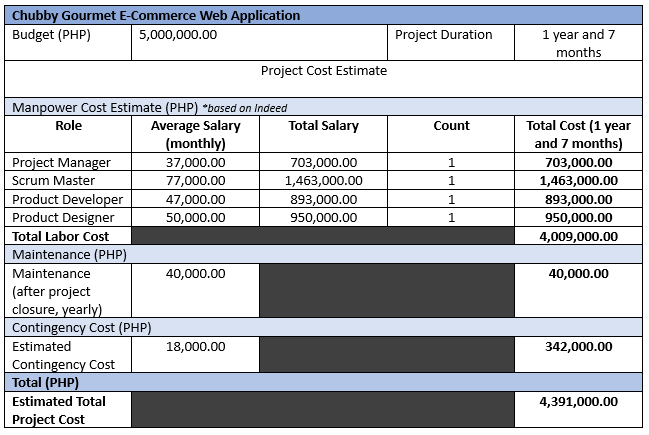 Chubby Gourmet E-Commerce Web Application
Budget (PHP) 5,000,000.00 Project Duration 1 year and 7
months
Project Cost Estimate
Manpower Cost Estimate (PHP) *based on Indeed
Role Average Salary Total Salary Count Total Cost (1 year
(monthly) and 7 months)
Project Manager 37,000.00 703,000.00 1 703,000.00
Scrum Master 77,000.00 1,463,000.00 1 1,463,000.00
Product Developer 47,000.00 893,000.00 1 893,000.00
Product Designer 50,000.00 950,000.00 1 950,000.00
Total Labor Cost 4,009,000.00
Maintenance (PHP)
Maintenance 40,000.00 40,000.00
(after project
closure, yearly)
Contingency Cost (PHP)
Estimated 18,000.00 342,000.00
Contingency Cost
Total (PHP)
Estimated Total 4,391,000.00
Project Cost